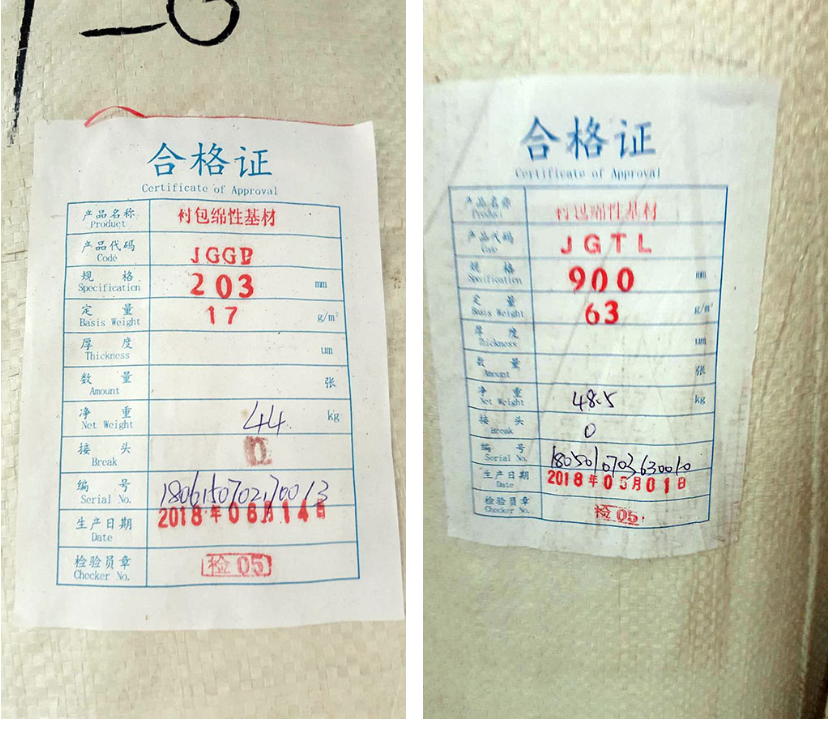 合格证
Certificate of Approval
产品名称 衬包绵性基材
Product
产品代码 JGGP
Code
规格 203 mm
Specification
定量 17 g/m²
Basis Weight
厚度 um
Thickness
数量 张
Amount
净重 44 kg
Net Weight
接头 0
Break
编号
Serial No.
生产日期 2018年06月14日
Date
检验员章 检05
Checker No.
合格证
Certificate of Approval
产品名称 衬包绵性基材
Product
产品代码 JGTL
Code
规格 900 mm
Specification
定量 63 g/m²
Basis Weight
厚度 um
Thickness
数量 张
Amount
净重 48.5 kg
Net Weight
接头 0
Break
编号
Serial No.
生产日期 2018年05月01日
Date
检验员章 检05
Checker No.